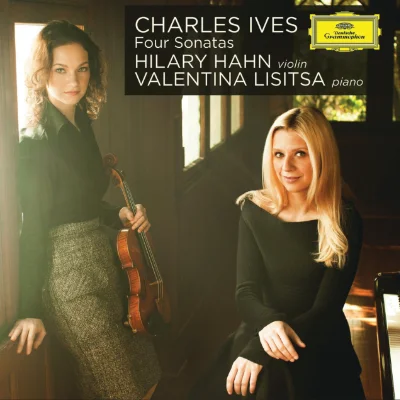 CHARLES IVES
Four Sonatas
HILARY HAHN violin
VALENTINA LISITSA piano
Deutsche
Grammophon